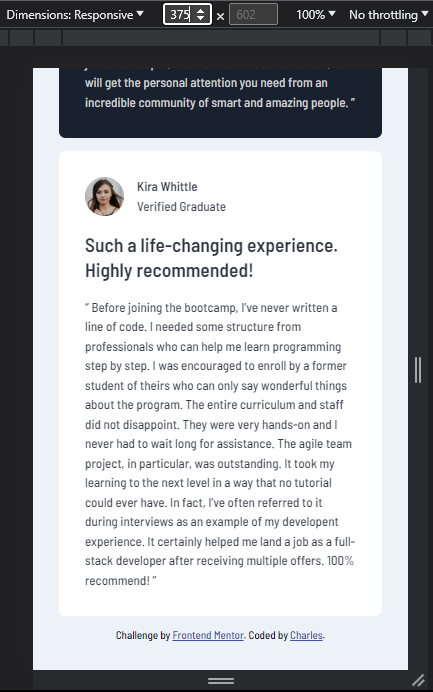 Dimensions: Responsive 375 × 602 100% No throttling
will get the personal attention you need from an
incredible community of smart and amazing people. ”
Kira Whittle
Verified Graduate
Such a life-changing experience.
Highly recommended!
“ Before joining the bootcamp, I’ve never written a
line of code. I needed some structure from
professionals who can help me learn programming
step by step. I was encouraged to enroll by a former
student of theirs who can only say wonderful things
about the program. The entire curriculum and staff
did not disappoint. They were very hands-on and I
never had to wait long for assistance. The agile team
project, in particular, was outstanding. It took my
learning to the next level in a way that no tutorial
could ever have. In fact, I’ve often referred to it
during interviews as an example of my developent
experience. It certainly helped me land a job as a full-
stack developer after receiving multiple offers. 100%
recommend! ”
Challenge by Frontend Mentor. Coded by Charles.